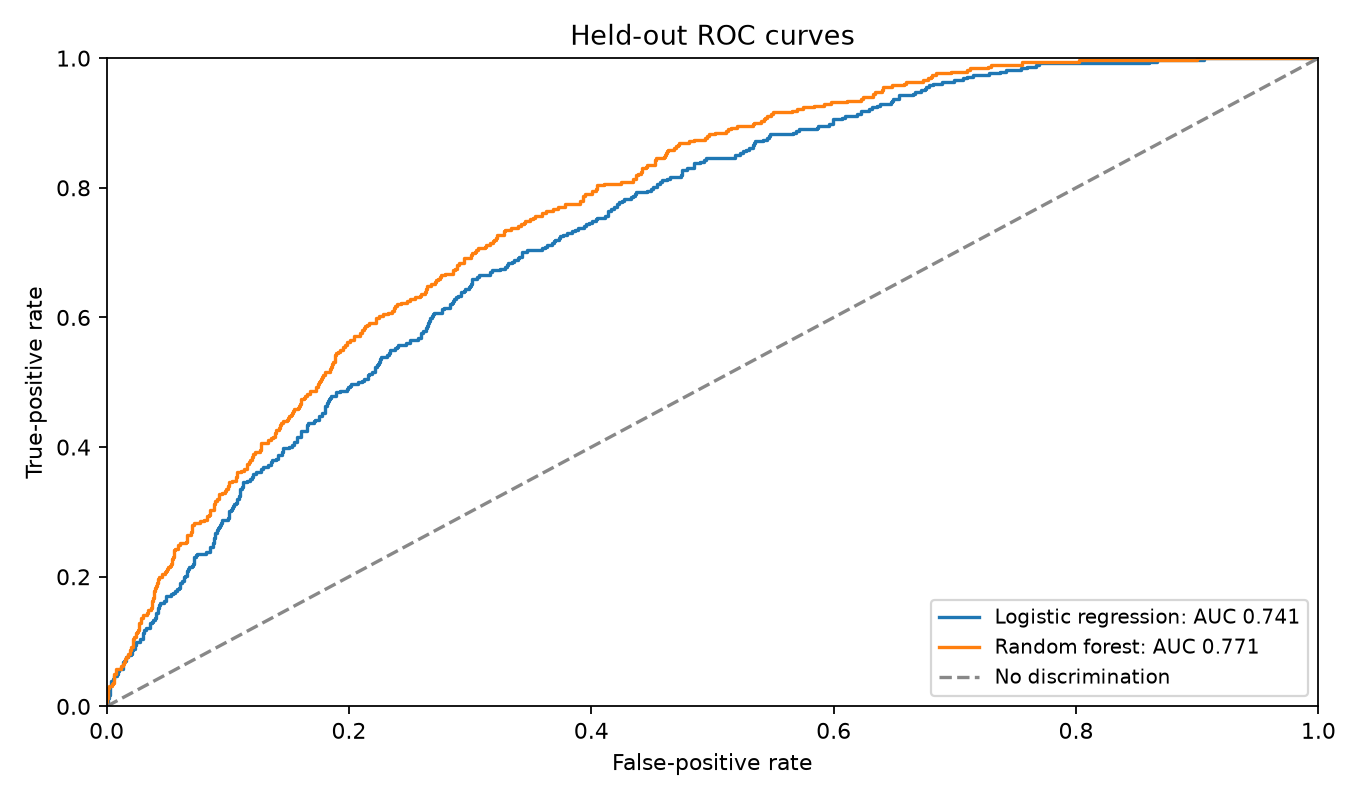 Held-out ROC curves
True-positive rate
1.0
0.8
0.6
0.4
0.2
0.0
0.0 0.2 0.4 0.6 0.8 1.0
False-positive rate
Logistic regression: AUC 0.741
Random forest: AUC 0.771
No discrimination